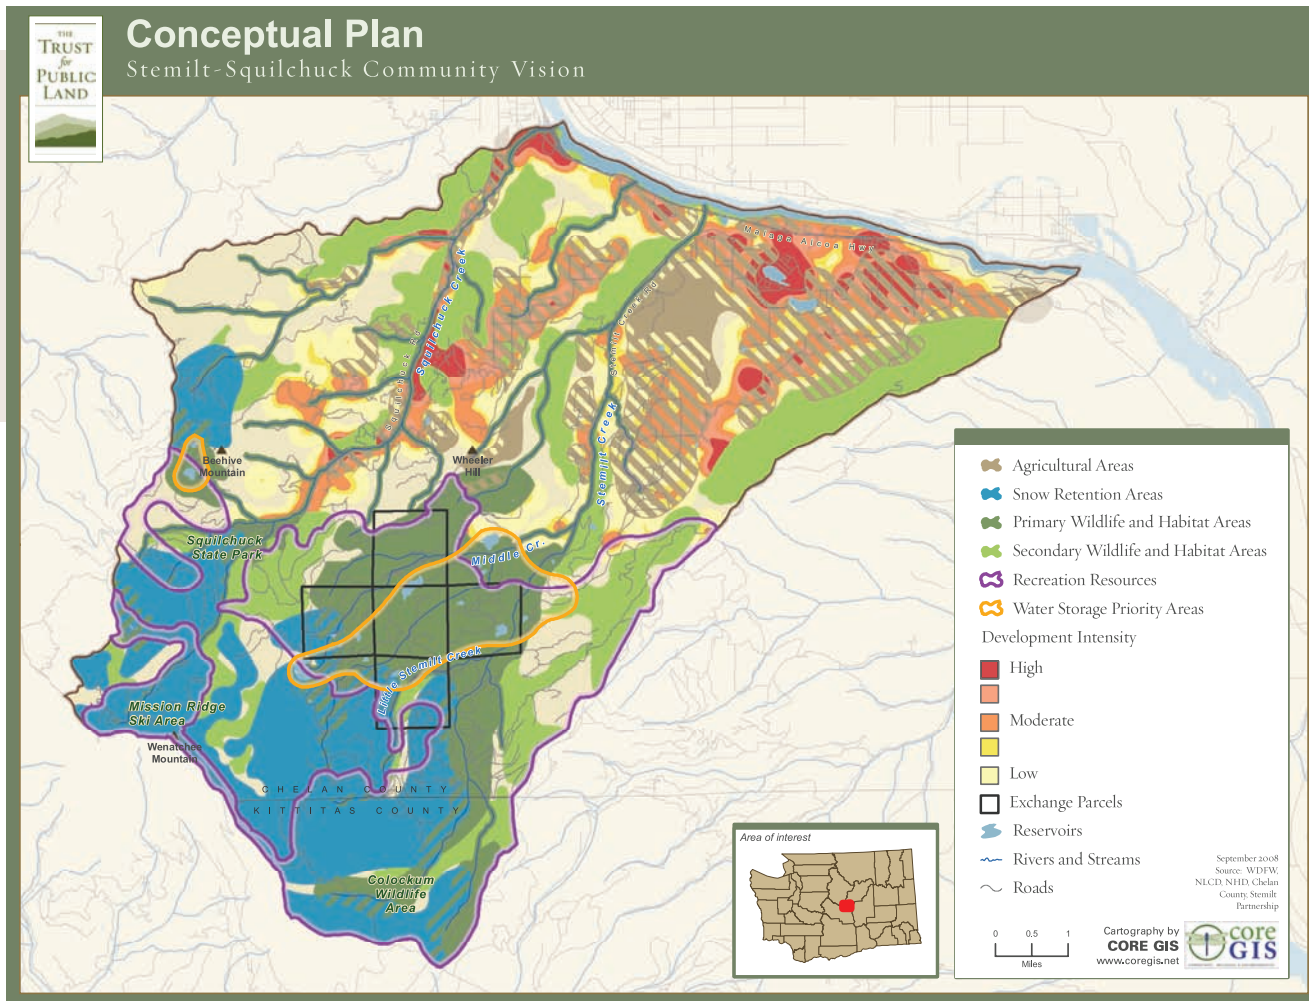 THE
TRUST
for
PUBLIC
LAND
Conceptual Plan
Stemilt-Squilchuck Community Vision
Malaga Alcoa Hwy
Squilchuck Creek
Squilchuck Rd
Stemilt Creek Rd
Stemilt Creek
Beehive
Mountain
Wheeler
Hill
Squilchuck
State Park
Middle Cr.
Little Stemilt Creek
Mission Ridge
Ski Area
Wenatchee
Mountain
CHELAN COUNTY
KITTITAS COUNTY
Colockum
Wildlife
Area
Agricultural Areas
Snow Retention Areas
Primary Wildlife and Habitat Areas
Secondary Wildlife and Habitat Areas
Recreation Resources
Water Storage Priority Areas
Development Intensity
High
Moderate
Low
Exchange Parcels
Reservoirs
Rivers and Streams
Roads
September 2008
Source: WDFW,
NLCD, NHD, Chelan
County, Stemilt
Partnership
0 0.5 1
Miles
Cartography by
CORE GIS
www.coregis.net
core
GIS
Area of interest